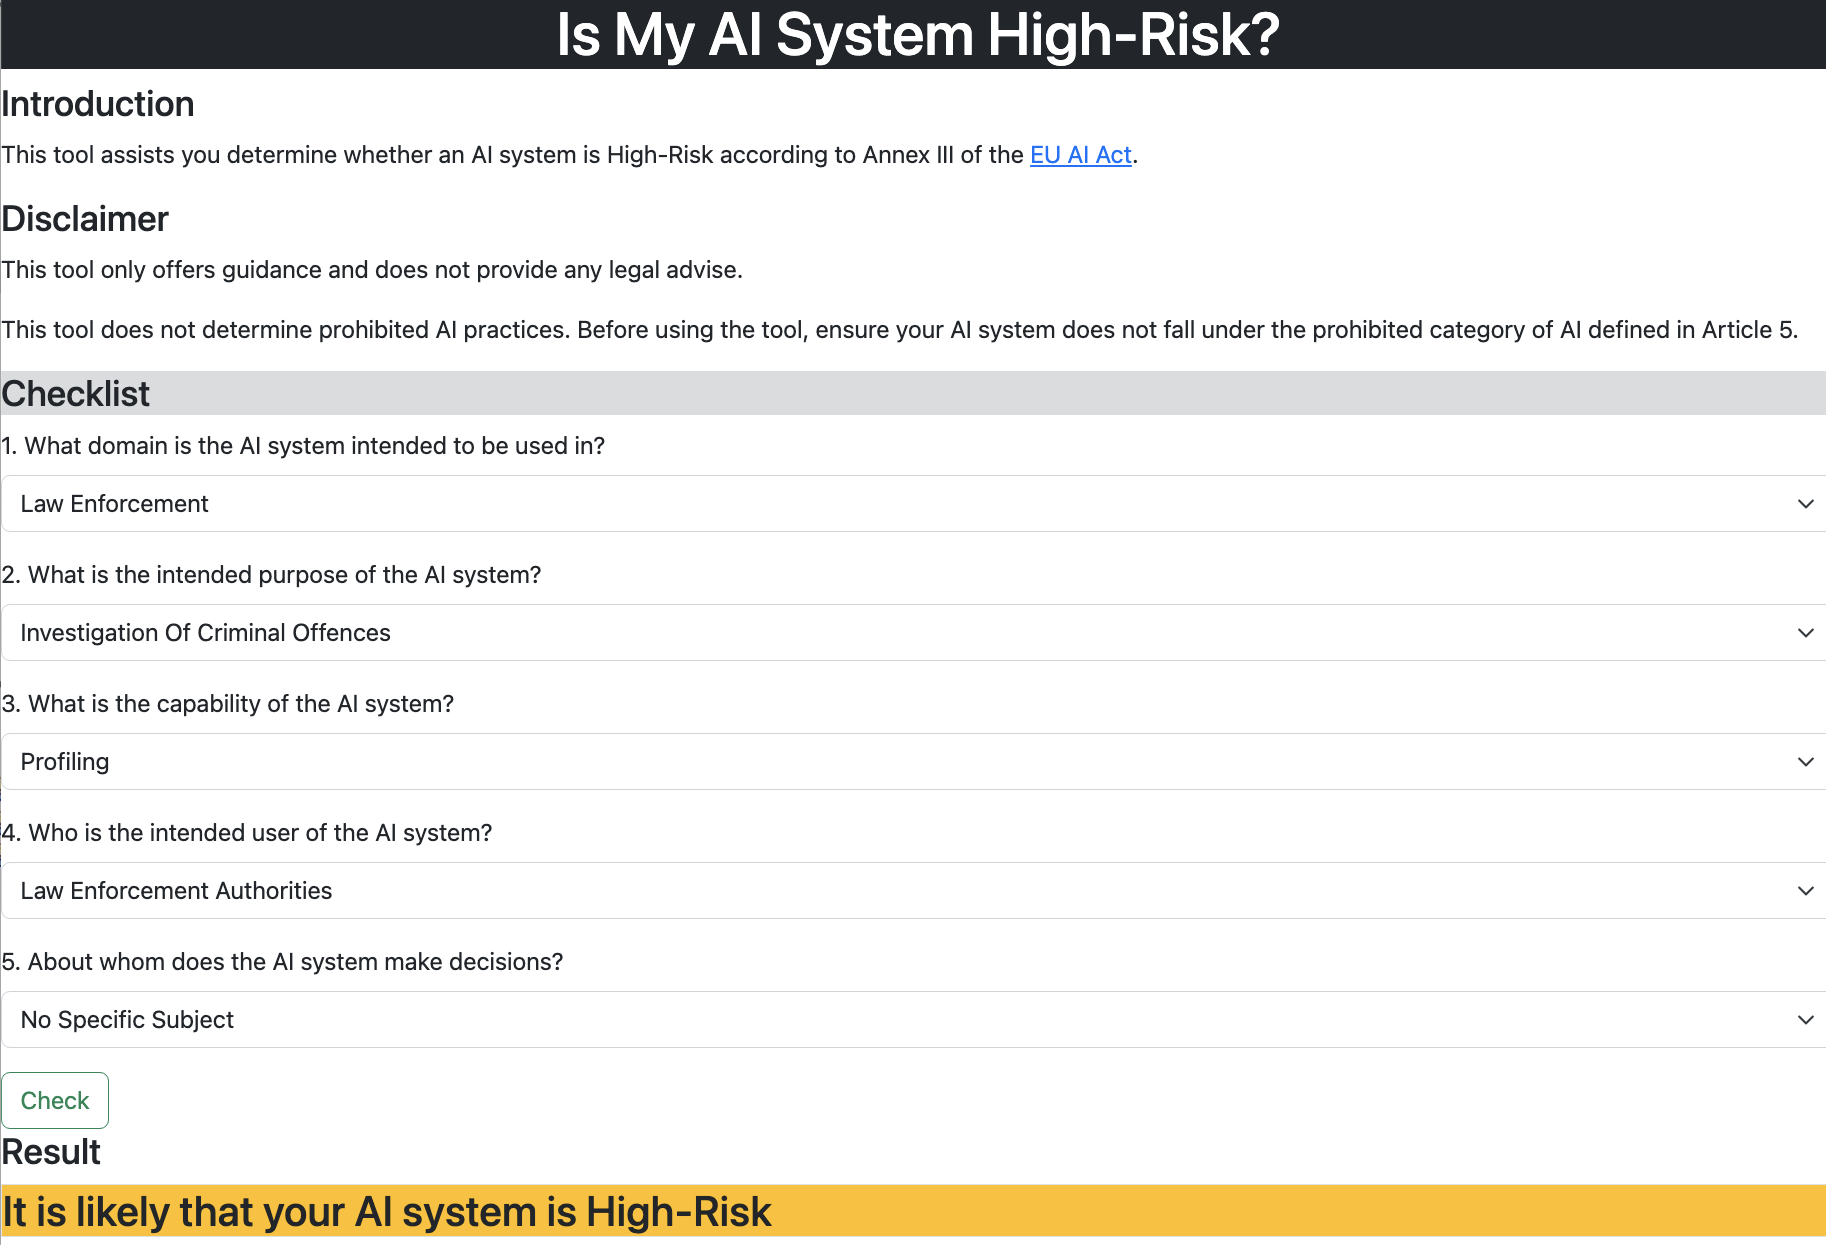 Is My AI System High-Risk?
Introduction
This tool assists you determine whether an AI system is High-Risk according to Annex III of the EU AI Act.
Disclaimer
This tool only offers guidance and does not provide any legal advise.
This tool does not determine prohibited AI practices. Before using the tool, ensure your AI system does not fall under the prohibited category of AI defined in Article 5.
Checklist
1. What domain is the AI system intended to be used in?
Law Enforcement
2. What is the intended purpose of the AI system?
Investigation Of Criminal Offences
3. What is the capability of the AI system?
Profiling
4. Who is the intended user of the AI system?
Law Enforcement Authorities
5. About whom does the AI system make decisions?
No Specific Subject
Check
Result
It is likely that your AI system is High-Risk